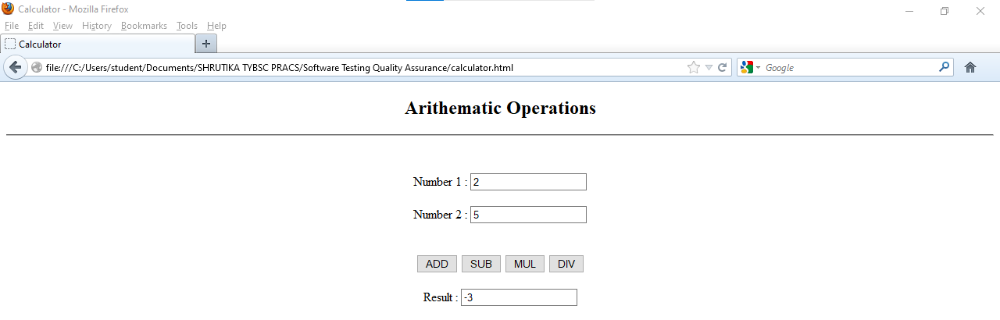 Calculator - Mozilla Firefox
File Edit View History Bookmarks Tools Help
Calculator
file:///C:/Users/student/Documents/SHRUTIKA TYBSC PRACS/Software Testing Quality Assurance/calculator.html
Google
Arithematic Operations
Number 1 : 2
Number 2 : 5
ADD SUB MUL DIV
Result : -3